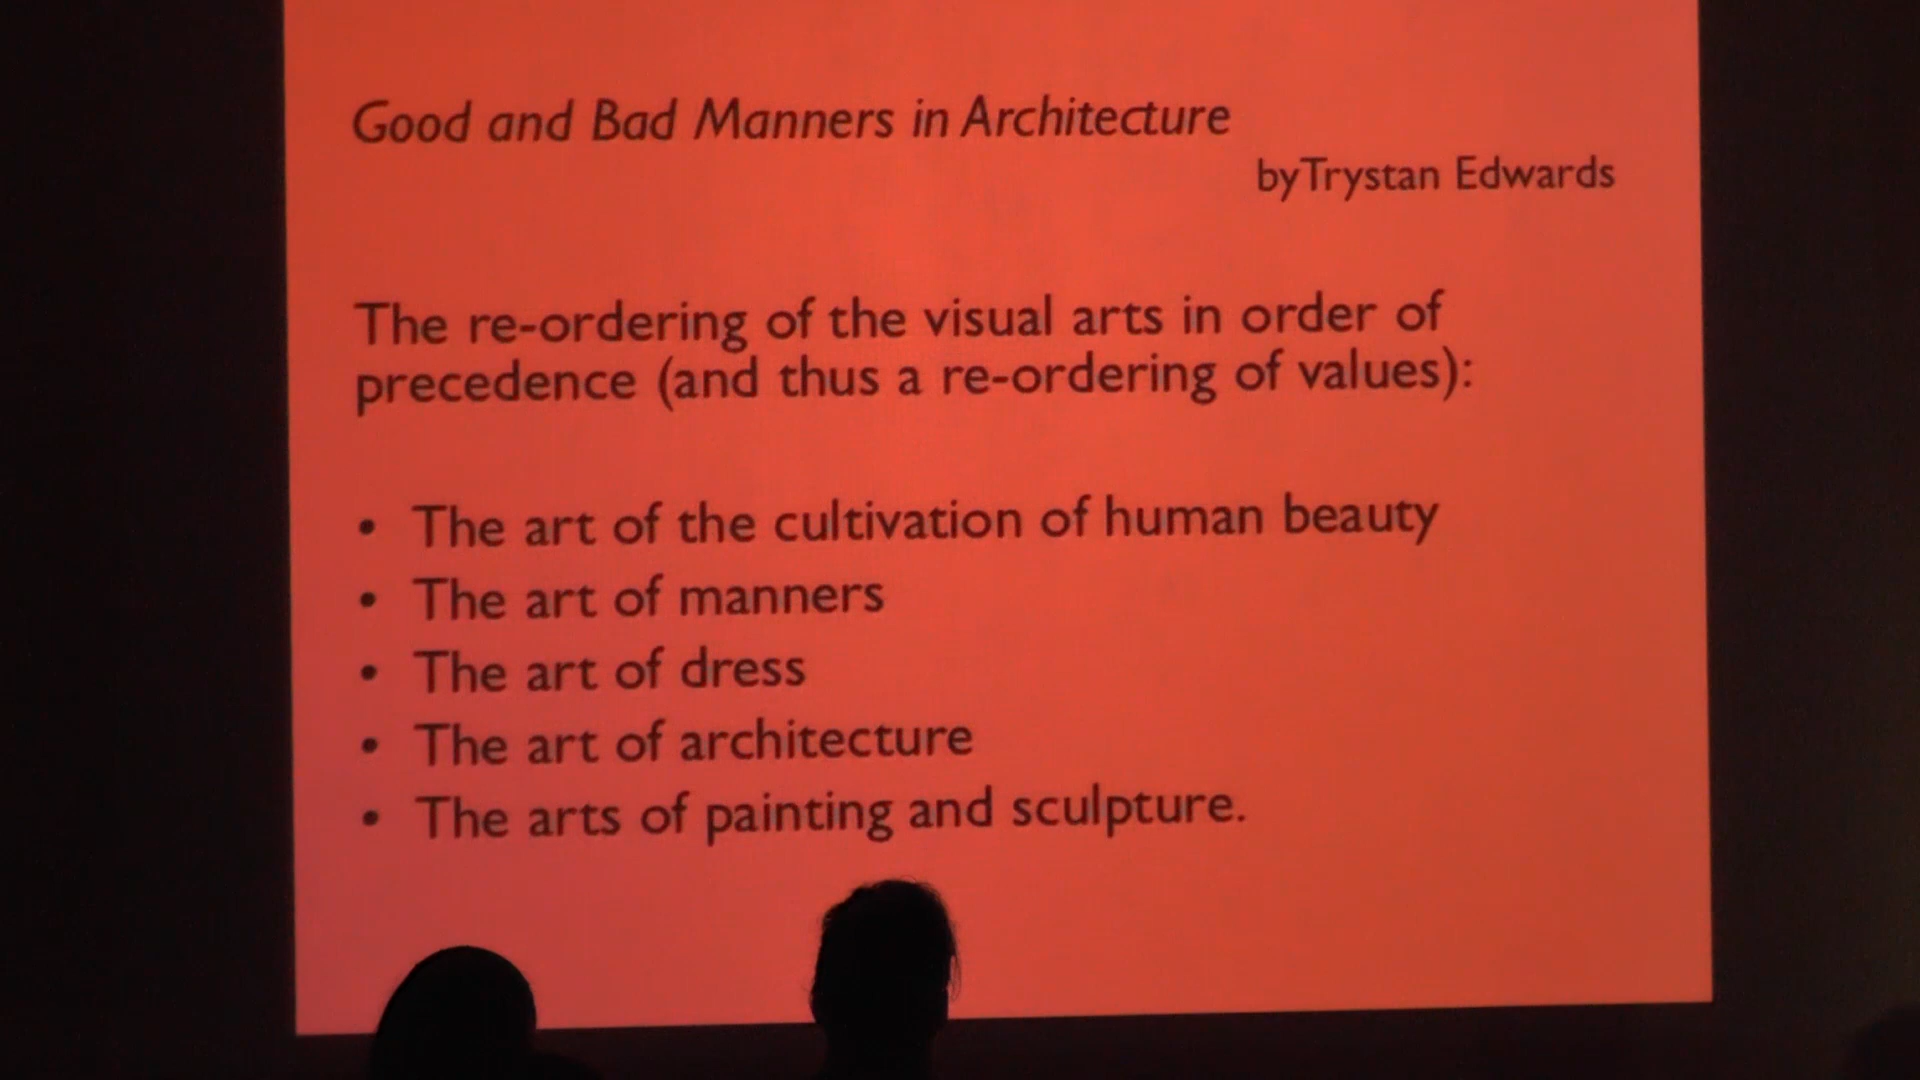 Good and Bad Manners in Architecture
by Trystan Edwards
The re-ordering of the visual arts in order of
precedence (and thus a re-ordering of values):
• The art of the cultivation of human beauty
• The art of manners
• The art of dress
• The art of architecture
• The arts of painting and sculpture.